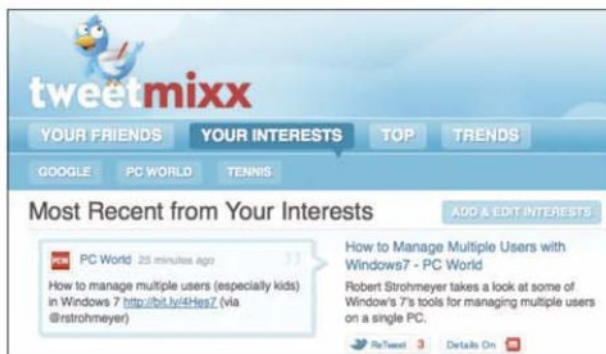 tweetmixx
YOUR FRIENDS YOUR INTERESTS TOP TRENDS
GOOGLE PC WORLD TENNIS
Most Recent from Your Interests ADD & EDIT INTERESTS
PCW PC World 25 minutes ago
How to manage multiple users (especially kids)
in Windows 7 http://bit.ly/4Hes7 (via
@rstrohmeyer)
How to Manage Multiple Users with
Windows7 - PC World
Robert Strohmeyer takes a look at some of
Window's 7's tools for managing multiple users
on a single PC.
ReTweet 3 Details On